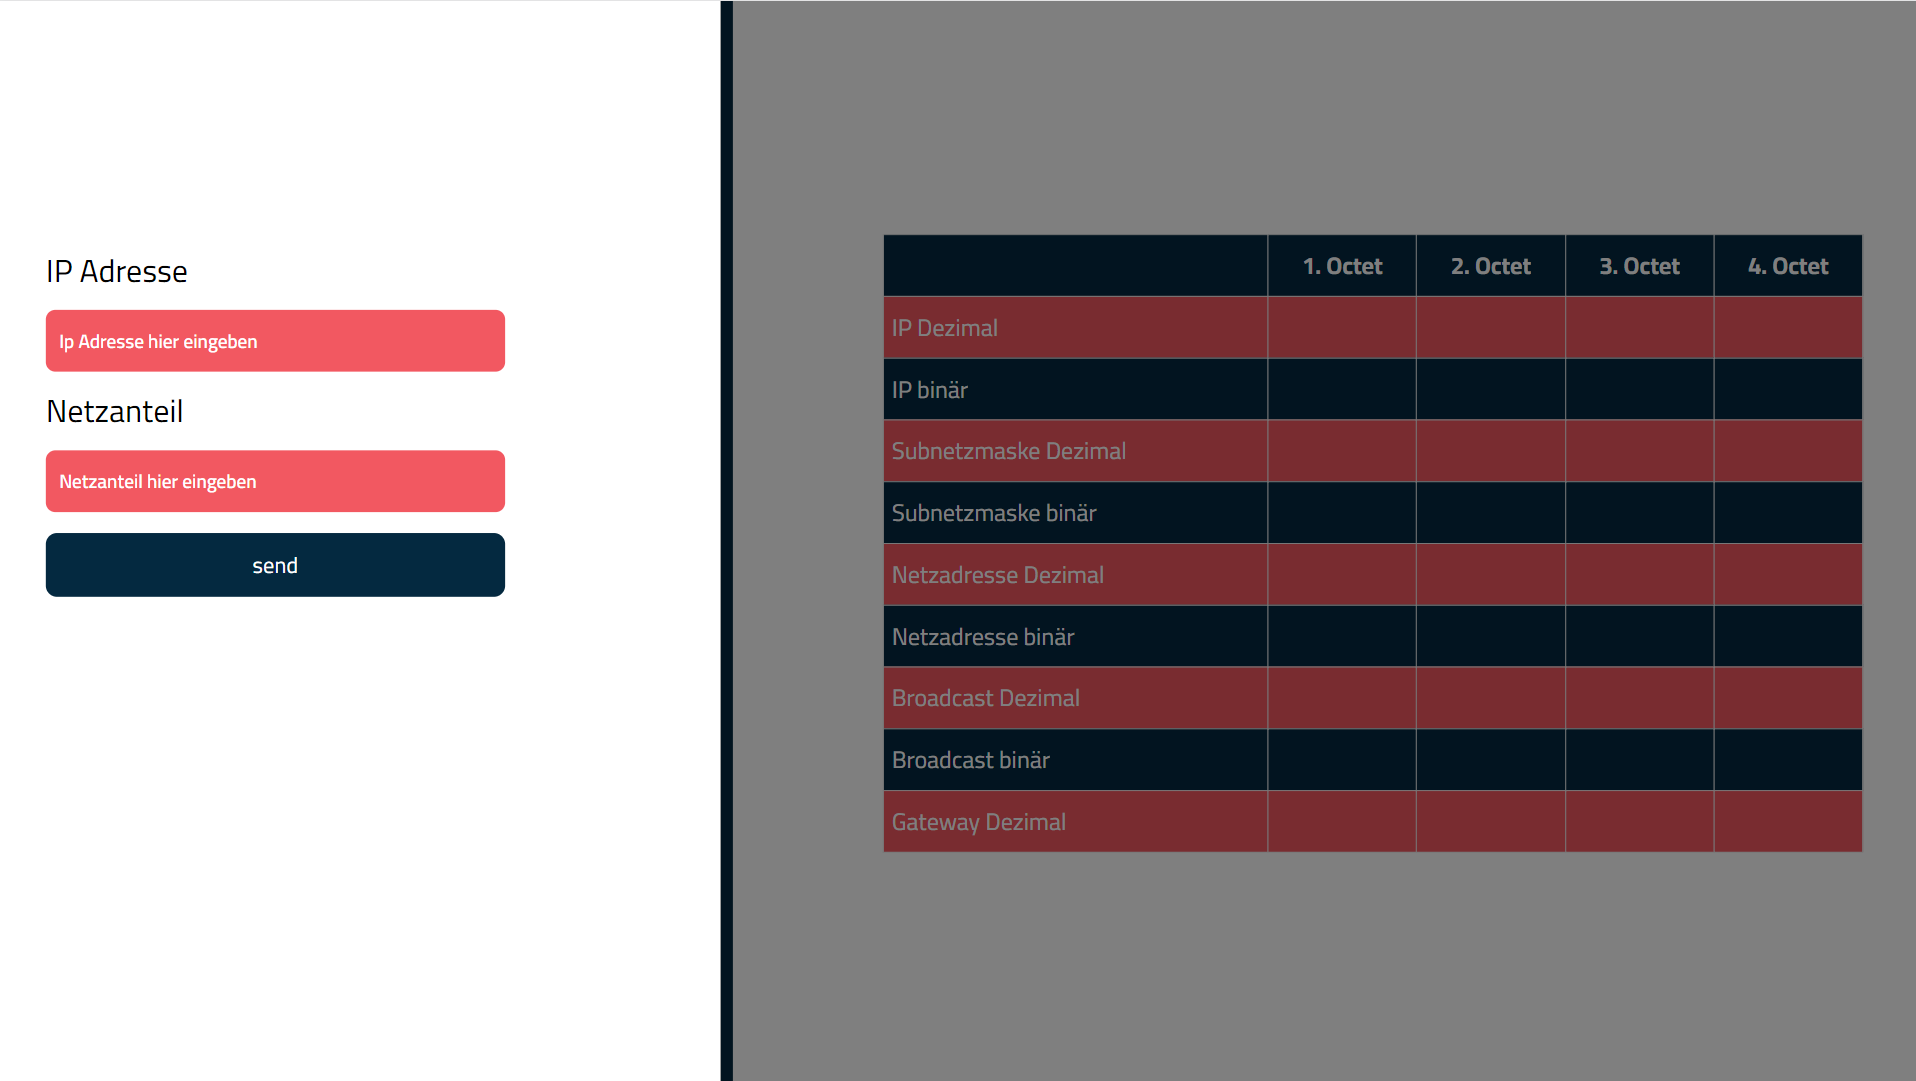 IP Adresse
Ip Adresse hier eingeben
Netzanteil
Netzanteil hier eingeben
send
1. Octet 2. Octet 3. Octet 4. Octet
IP Dezimal
IP binär
Subnetzmaske Dezimal
Subnetzmaske binär
Netzadresse Dezimal
Netzadresse binär
Broadcast Dezimal
Broadcast binär
Gateway Dezimal